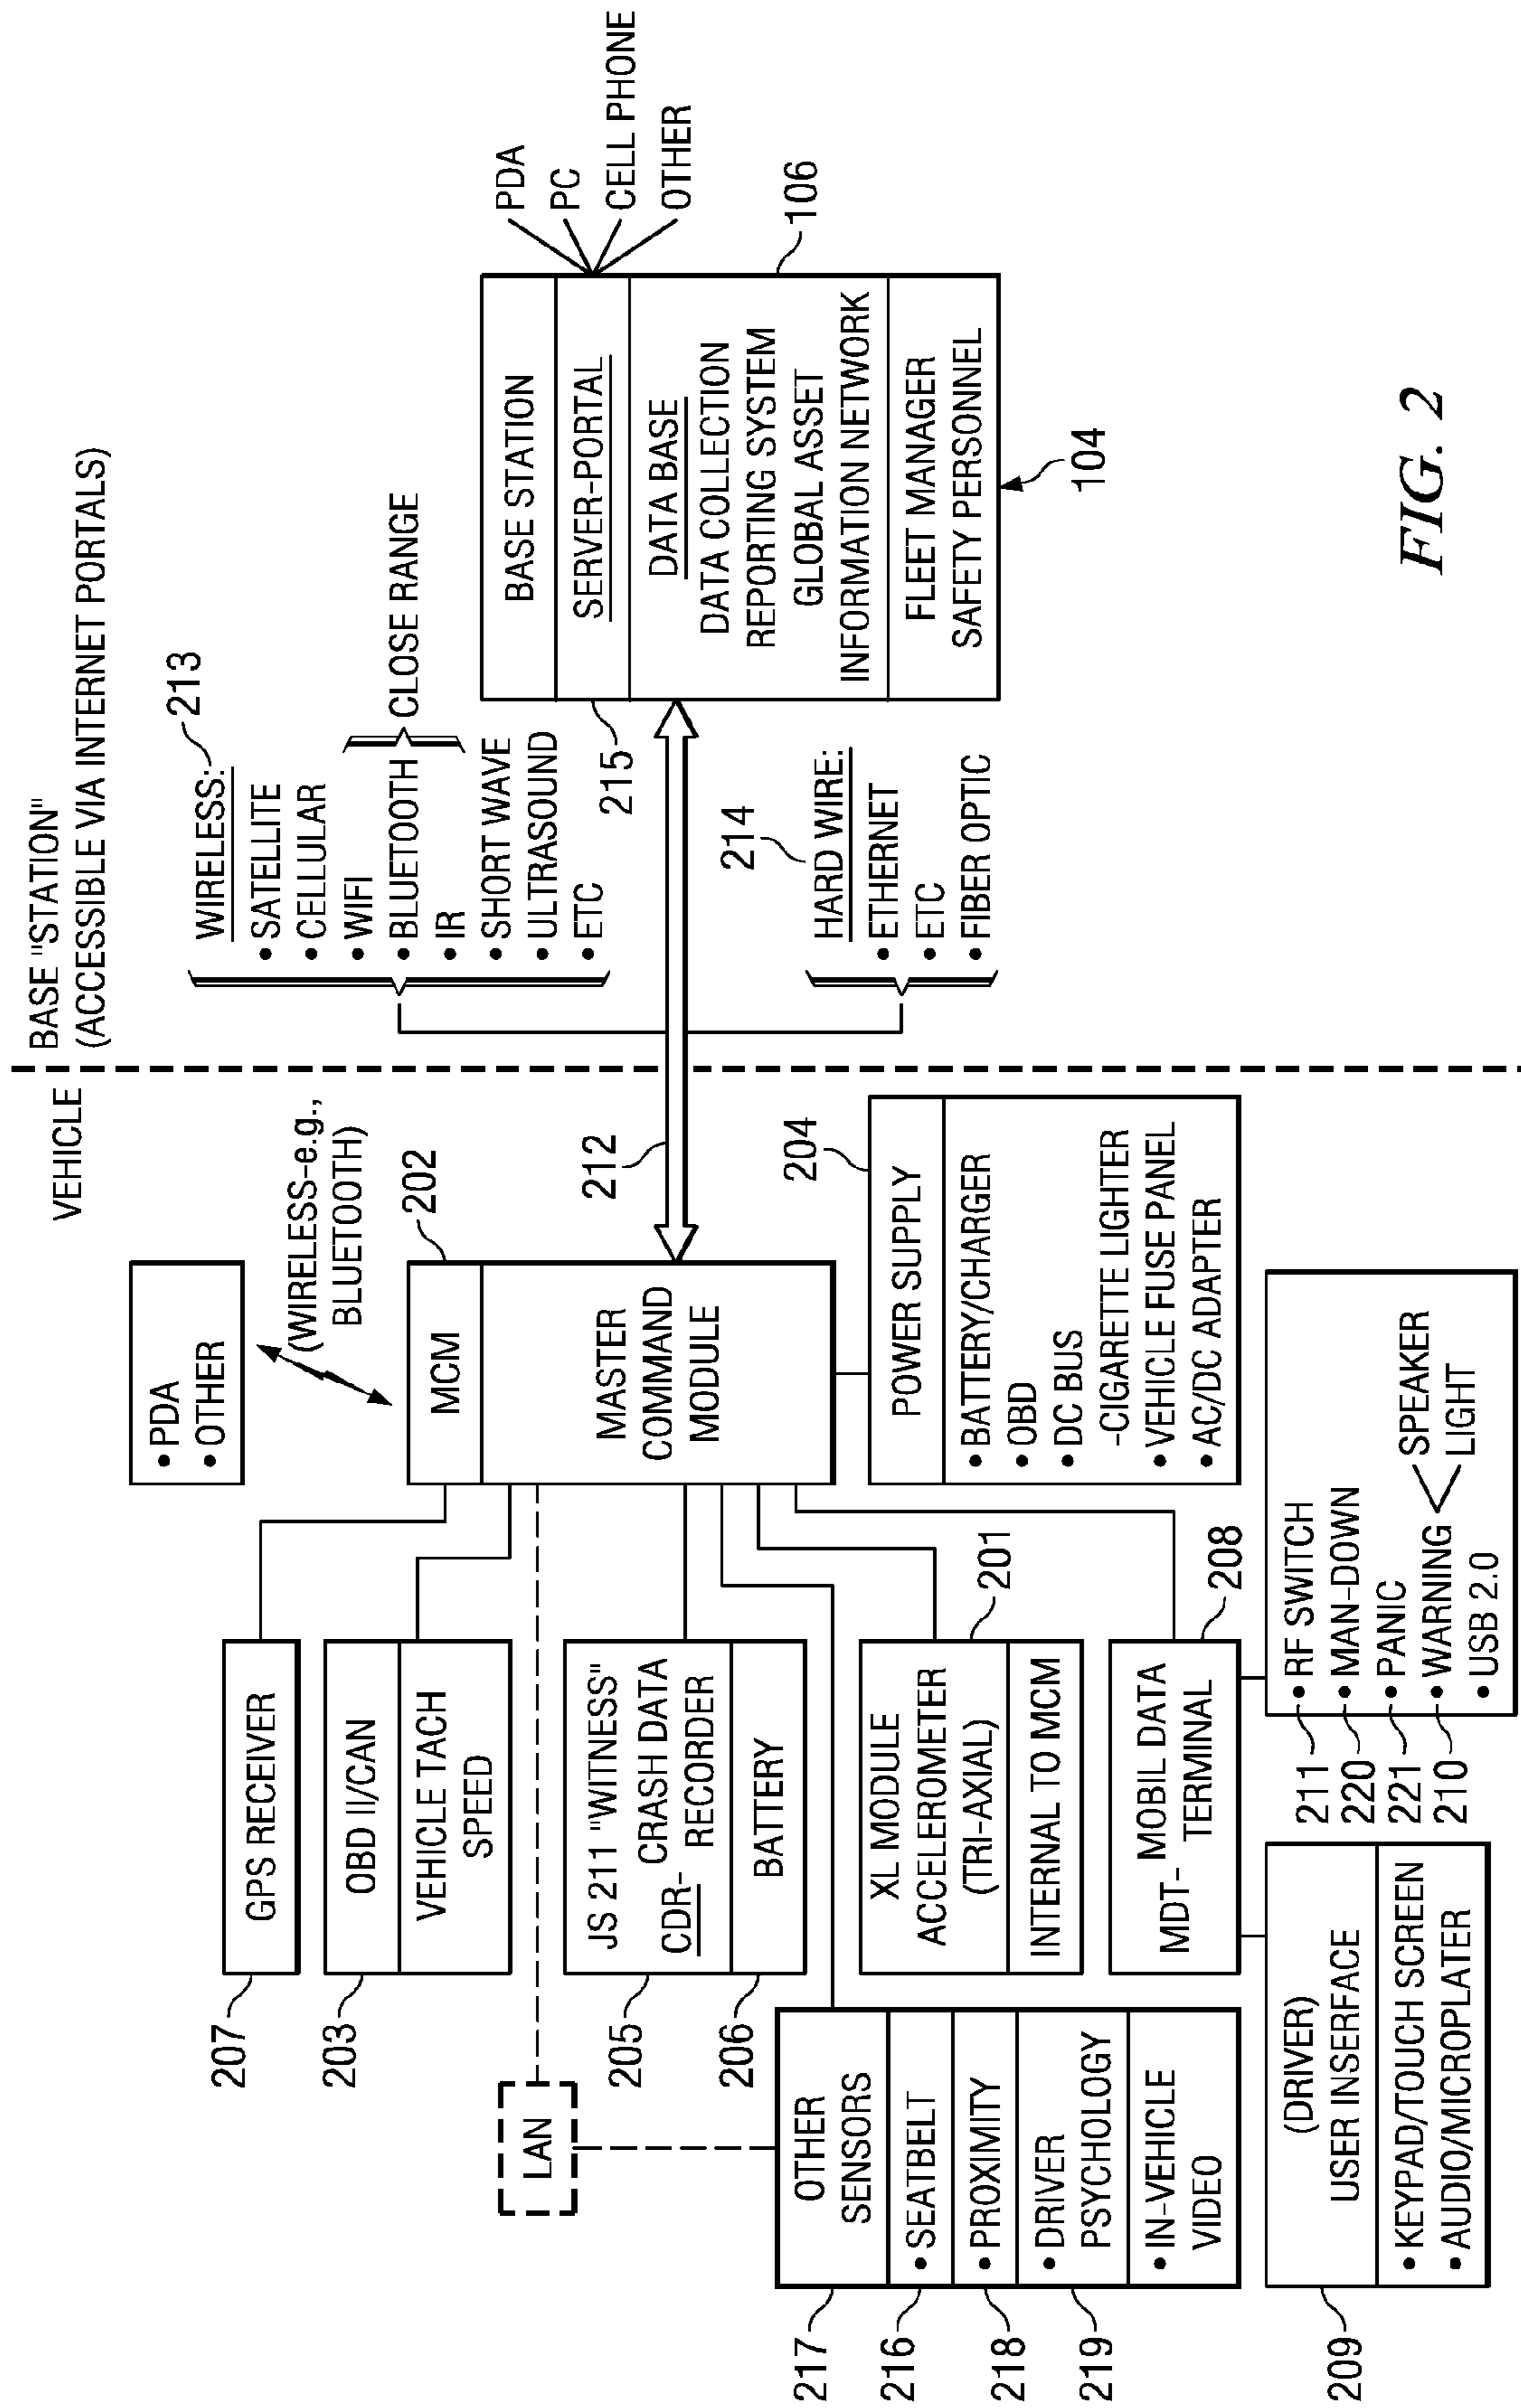 VEHICLE
BASE "STATION"
(ACCESSIBLE VIA INTERNET PORTALS)
• PDA
• OTHER
(WIRELESS-e.g.,
BLUETOOTH)
207
GPS RECEIVER
203
OBD II/CAN
VEHICLE TACH
SPEED
LAN
205
JS 211 "WITNESS"
CDR-
CRASH DATA
RECORDER
206
BATTERY
XL MODULE
ACCELEROMETER
(TRI-AXIAL)
INTERNAL TO MCM
201
MDT-
MOBIL DATA
TERMINAL
208
217
OTHER
SENSORS
216
• SEATBELT
218
• PROXIMITY
219
• DRIVER
PSYCHOLOGY
• IN-VEHICLE
VIDEO
209
(DRIVER)
USER INSERFACE
• KEYPAD/TOUCH SCREEN
• AUDIO/MICROPLATER
211
• RF SWITCH
220
• MAN-DOWN
221
• PANIC
210
• WARNING
SPEAKER
LIGHT
• USB 2.0
202
MCM
MASTER
COMMAND
MODULE
204
POWER SUPPLY
• BATTERY/CHARGER
• OBD
• DC BUS
-CIGARETTE LIGHTER
• VEHICLE FUSE PANEL
• AC/DC ADAPTER
212
WIRELESS:
213
• SATELLITE
• CELLULAR
• WIFI
• BLUETOOTH
CLOSE RANGE
• IR
• SHORT WAVE
• ULTRASOUND
• ETC
214
HARD WIRE:
• ETHERNET
• ETC
• FIBER OPTIC
215
BASE STATION
SERVER-PORTAL
DATA BASE
DATA COLLECTION
REPORTING SYSTEM
GLOBAL ASSET
INFORMATION NETWORK
FLEET MANAGER
SAFETY PERSONNEL
PDA
PC
CELL PHONE
OTHER
106
104
FIG. 2